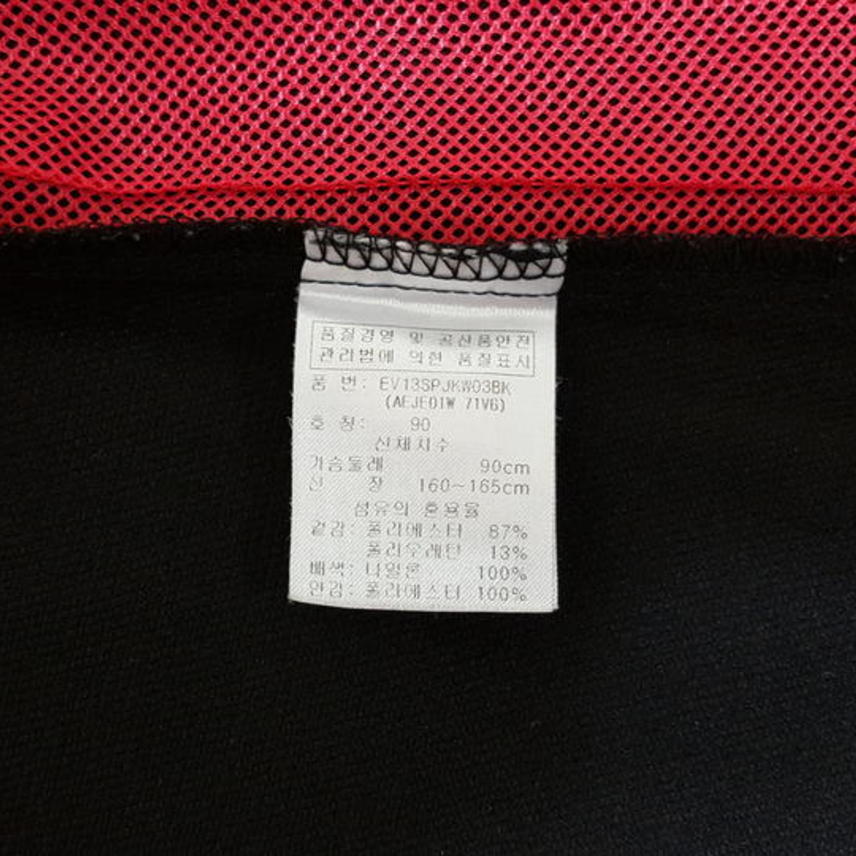 품질경영 및 공산품안전
관리법에 의한 품질표시
품 번: EV13SPJKW03BK
(AEJE01W 71V6)
호 칭: 90
신체치수
가슴둘레 90cm
신 장 160~165cm
섬유의 혼용율
겉감: 폴리에스터 87%
폴리우레탄 13%
배색: 나일론 100%
안감: 폴리에스터 100%